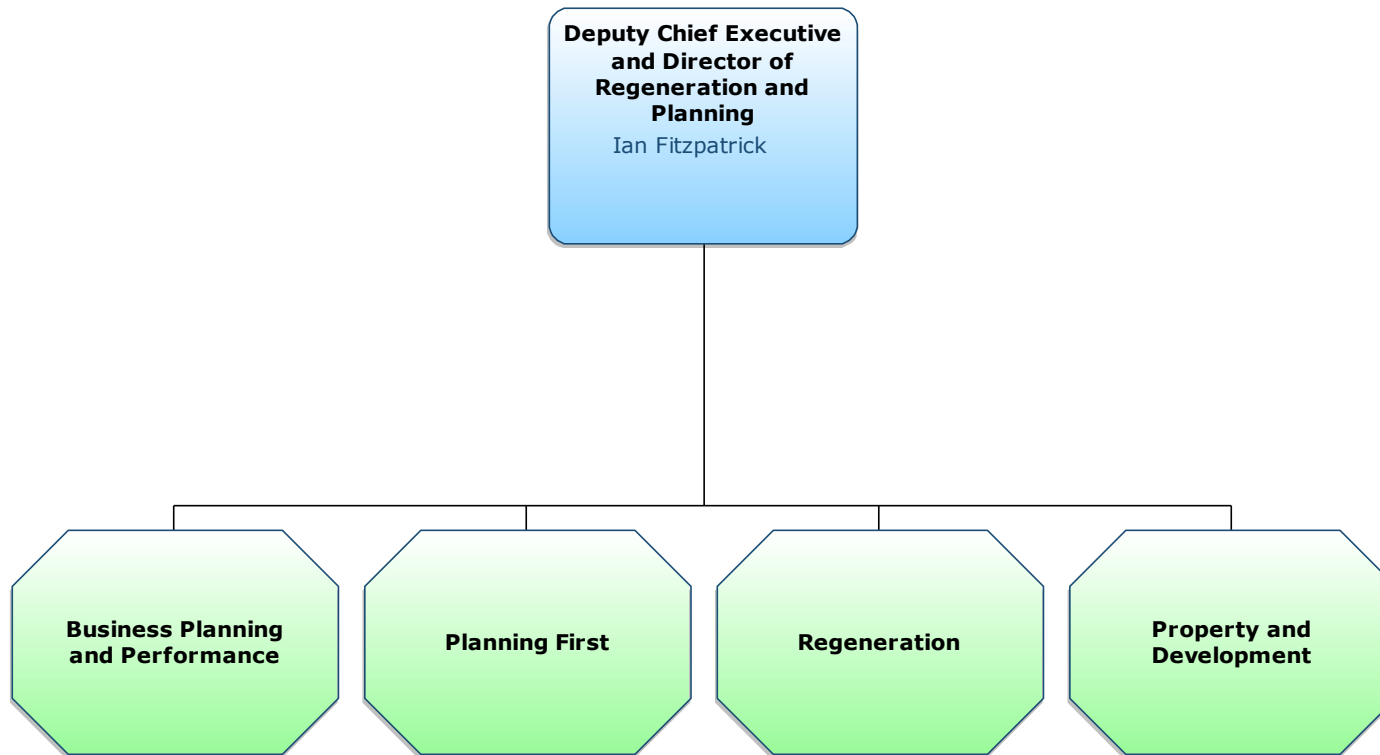 Deputy Chief Executive
and Director of
Regeneration and
Planning
Ian Fitzpatrick
Business Planning
and Performance
Planning First
Regeneration
Property and
Development